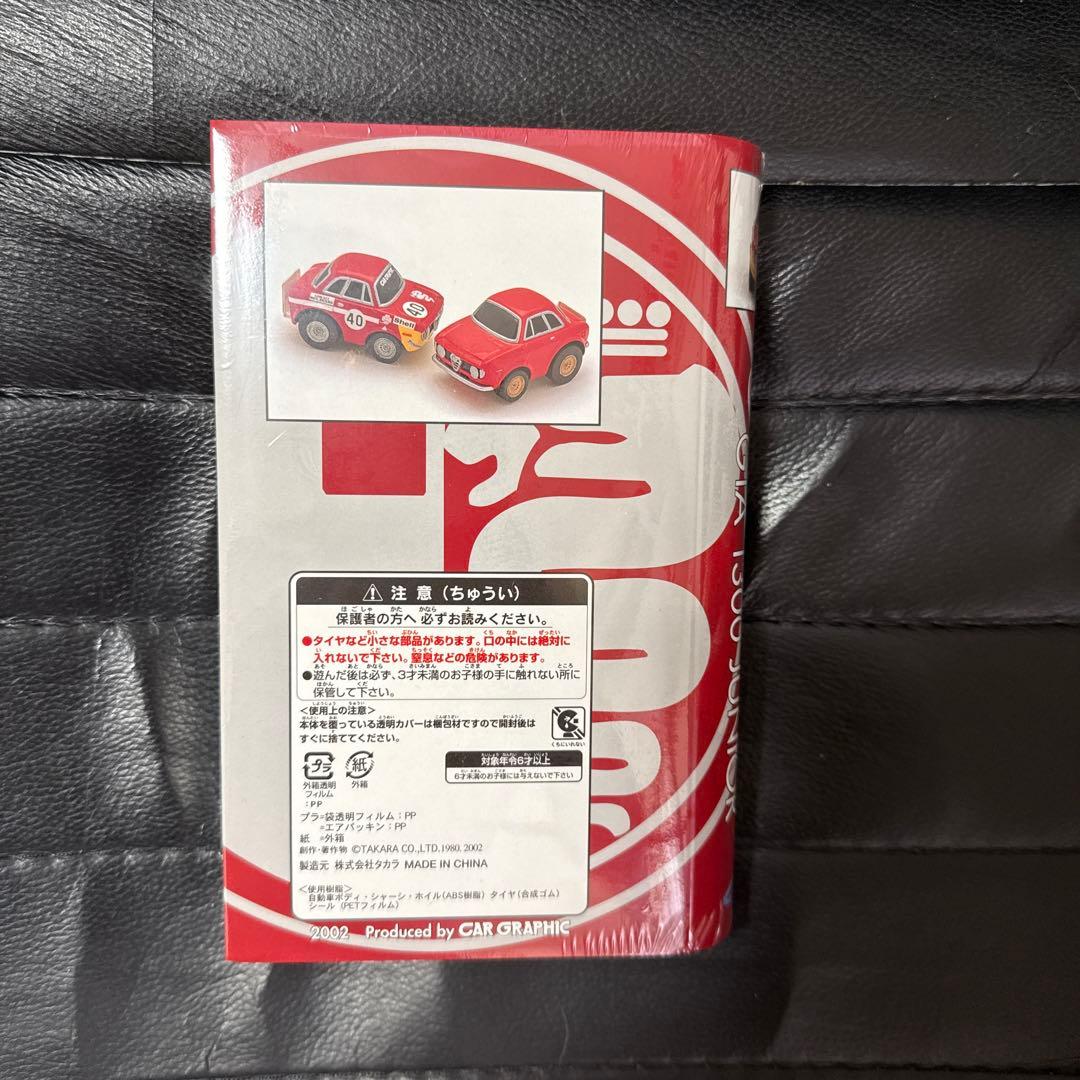 40
40
Shell
GTA 1300 JUNIOR
⚠ 注意(ちゅうい)
保護者の方へ 必ずお読みください。
●タイヤなど小さな部品があります。口の中には絶対に
入れないで下さい。窒息などの危険があります。
●遊んだ後は必ず、3才未満のお子様の手に触れない所に
保管して下さい。
<使用上の注意>
本体を覆っている透明カバーは梱包材ですので開封後は
すぐに捨ててください。
くちにいれない
プラ
紙
外箱透明
フィルム
:PP
外箱
対象年令6才以上
6才未満のお子様には与えないで下さい
プラ=袋透明フィルム:PP
=エアパッキン:PP
紙 =外箱
創作・著作物 ©TAKARA CO.,LTD.1980.2002
製造元 株式会社タカラ MADE IN CHINA
<使用樹脂>
自動車ボディ・シャーシ・ホイル(ABS樹脂) タイヤ(合成ゴム)
シール(PETフィルム)
2002 Produced by CAR GRAPHIC